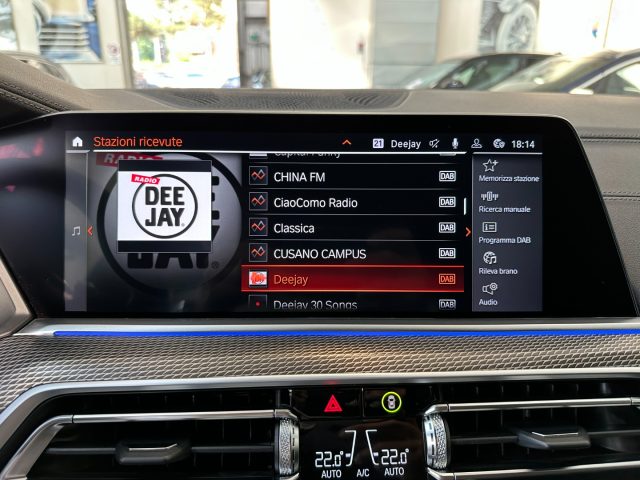 Stazioni ricevute
21 Deejay 18:14
RADIO
DEE
JAY.
Capital Funky
CHINA FM DAB
CiaoComo Radio DAB
Classica DAB
CUSANO CAMPUS DAB
Deejay DAB
Deejay 30 Songs DAB
Memorizza stazione
Ricerca manuale
Programma DAB
Rileva brano
Audio
22.0 22.0
AUTO A/C AUTO